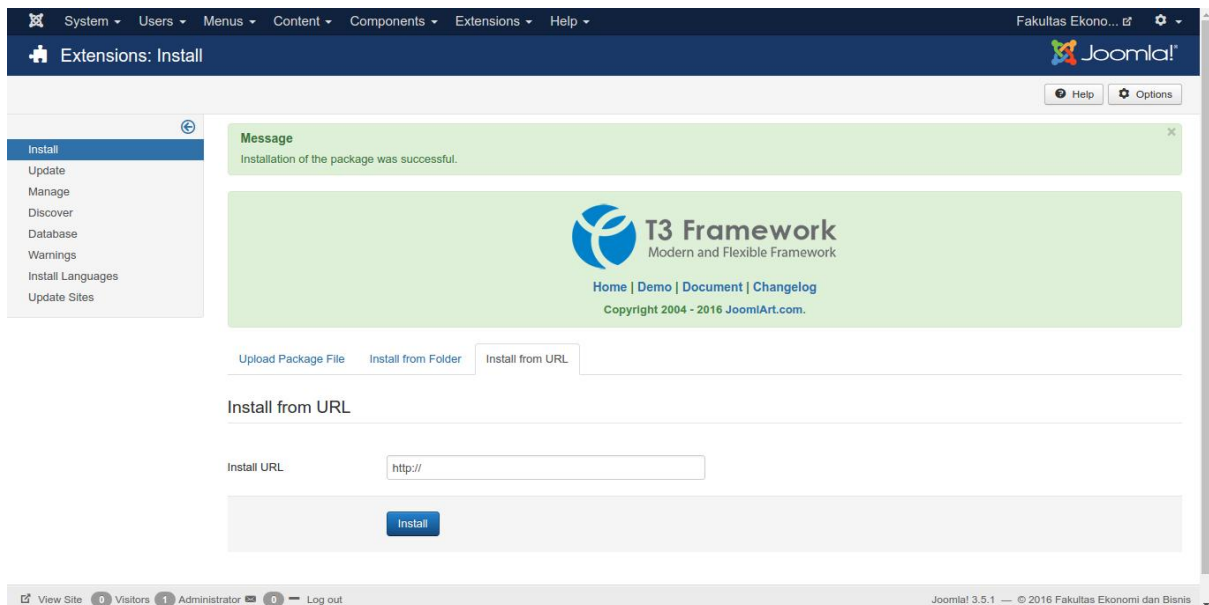 System Users Menus Content Components Extensions Help Fakultas Ekono...
Extensions: Install Joomla!®
Help Options
Install
Update
Manage
Discover
Database
Warnings
Install Languages
Update Sites
Message
Installation of the package was successful.
×
T3 Framework
Modern and Flexible Framework
Home | Demo | Document | Changelog
Copyright 2004 - 2016 JoomlArt.com.
Upload Package File Install from Folder Install from URL
Install from URL
Install URL http://
Install
View Site 0 Visitors 1 Administrator 0 Log out Joomla! 3.5.1 — © 2016 Fakultas Ekonomi dan Bisnis